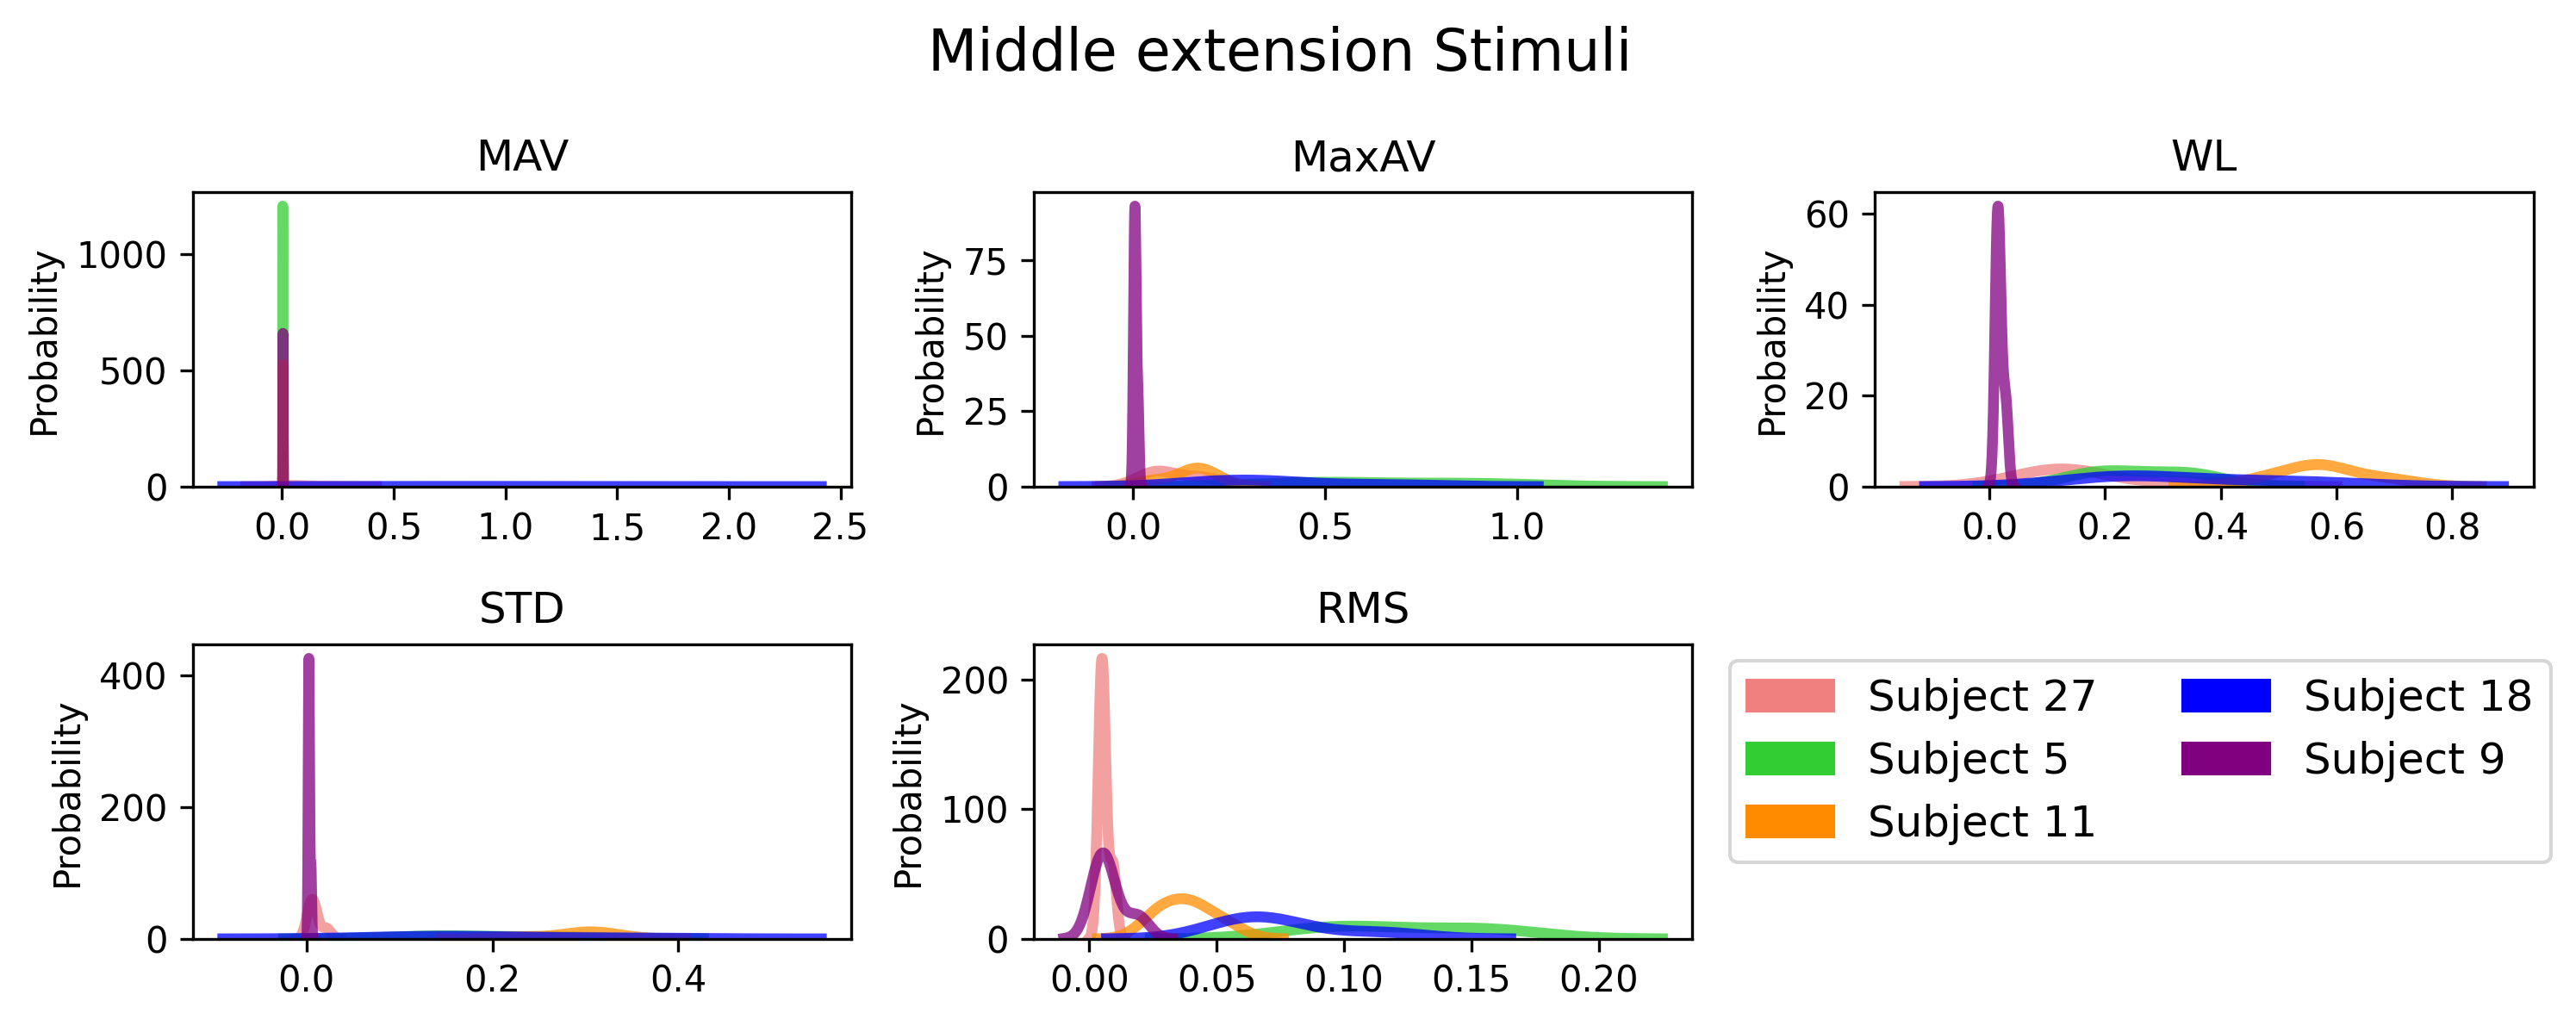 Middle extension Stimuli
MAV
Probability
1000
500
0
0.0 0.5 1.0 1.5 2.0 2.5
MaxAV
Probability
75
50
25
0
0.0 0.5 1.0
WL
Probability
60
40
20
0
0.0 0.2 0.4 0.6 0.8
STD
Probability
400
200
0
0.0 0.2 0.4
RMS
Probability
200
100
0
0.00 0.05 0.10 0.15 0.20
Subject 27
Subject 5
Subject 11
Subject 18
Subject 9